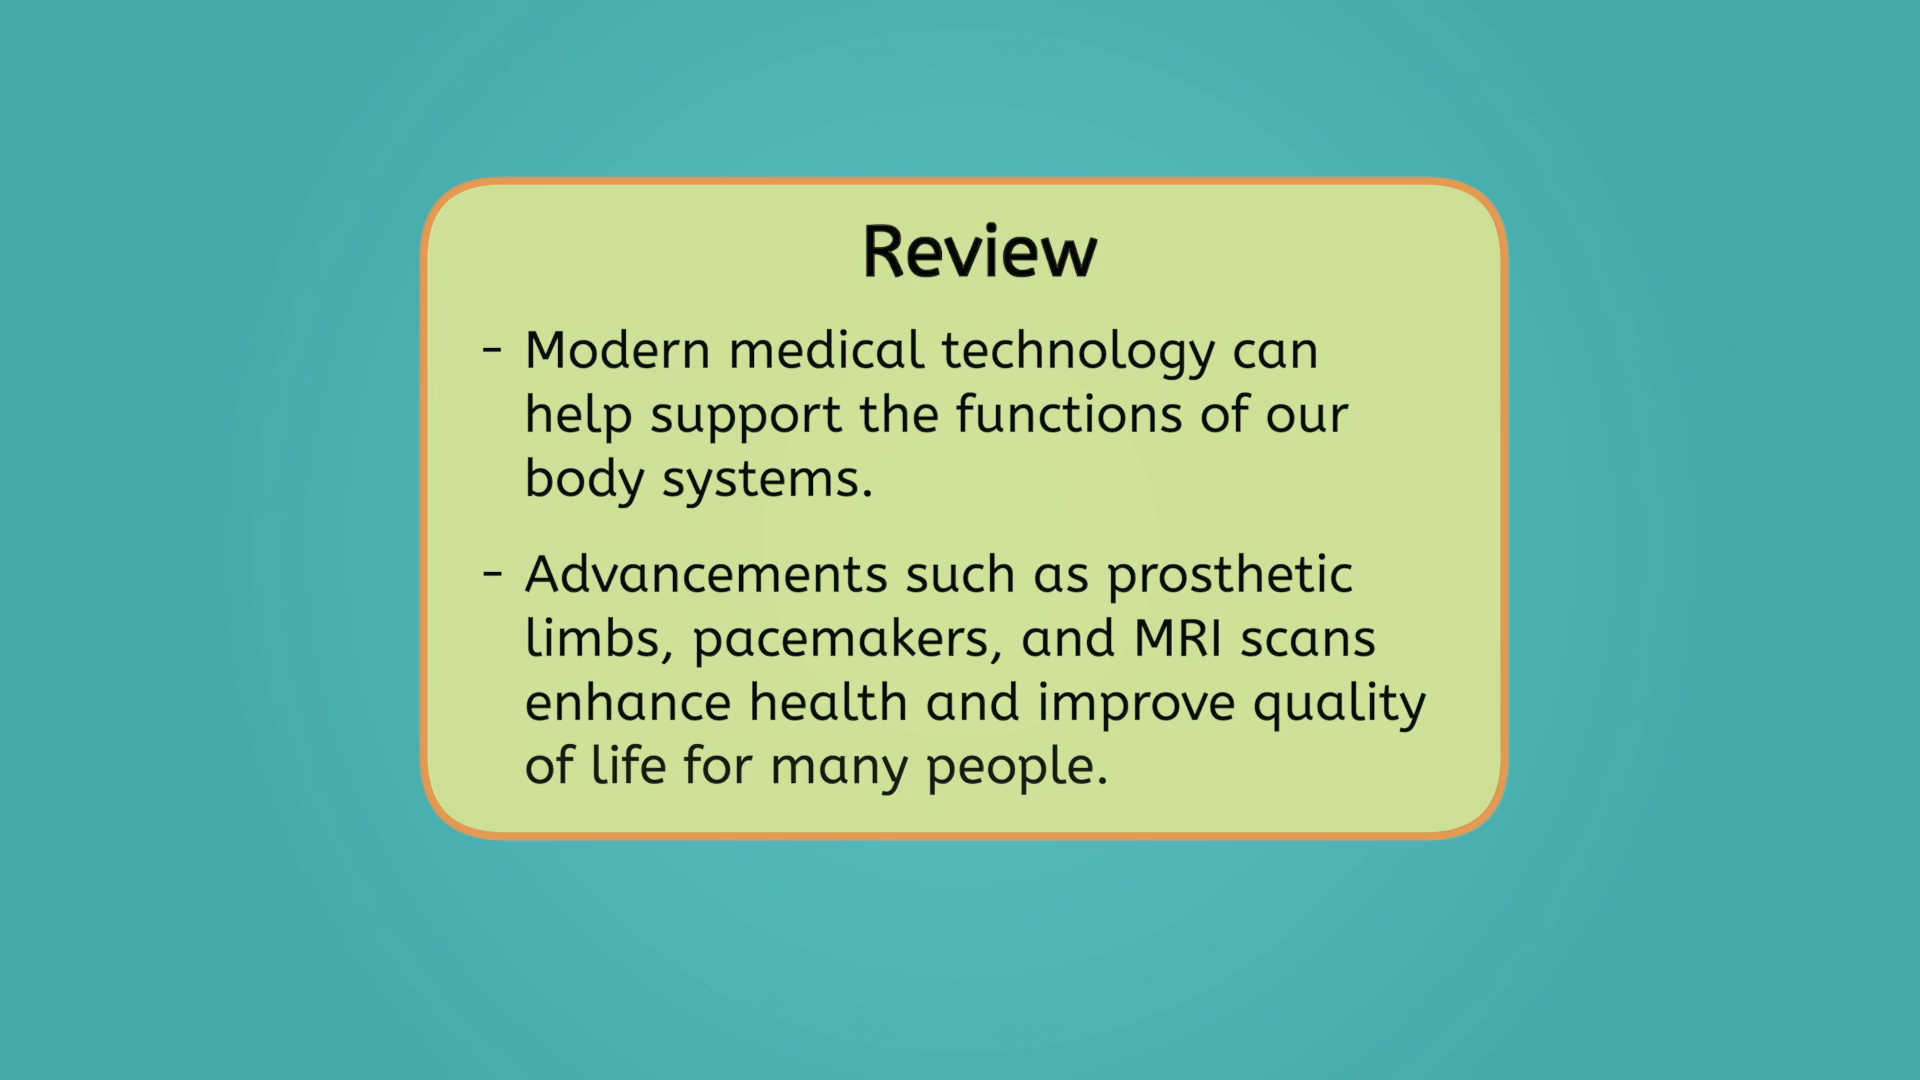 Review
- Modern medical technology can
help support the functions of our
body systems.
- Advancements such as prosthetic
limbs, pacemakers, and MRI scans
enhance health and improve quality
of life for many people.